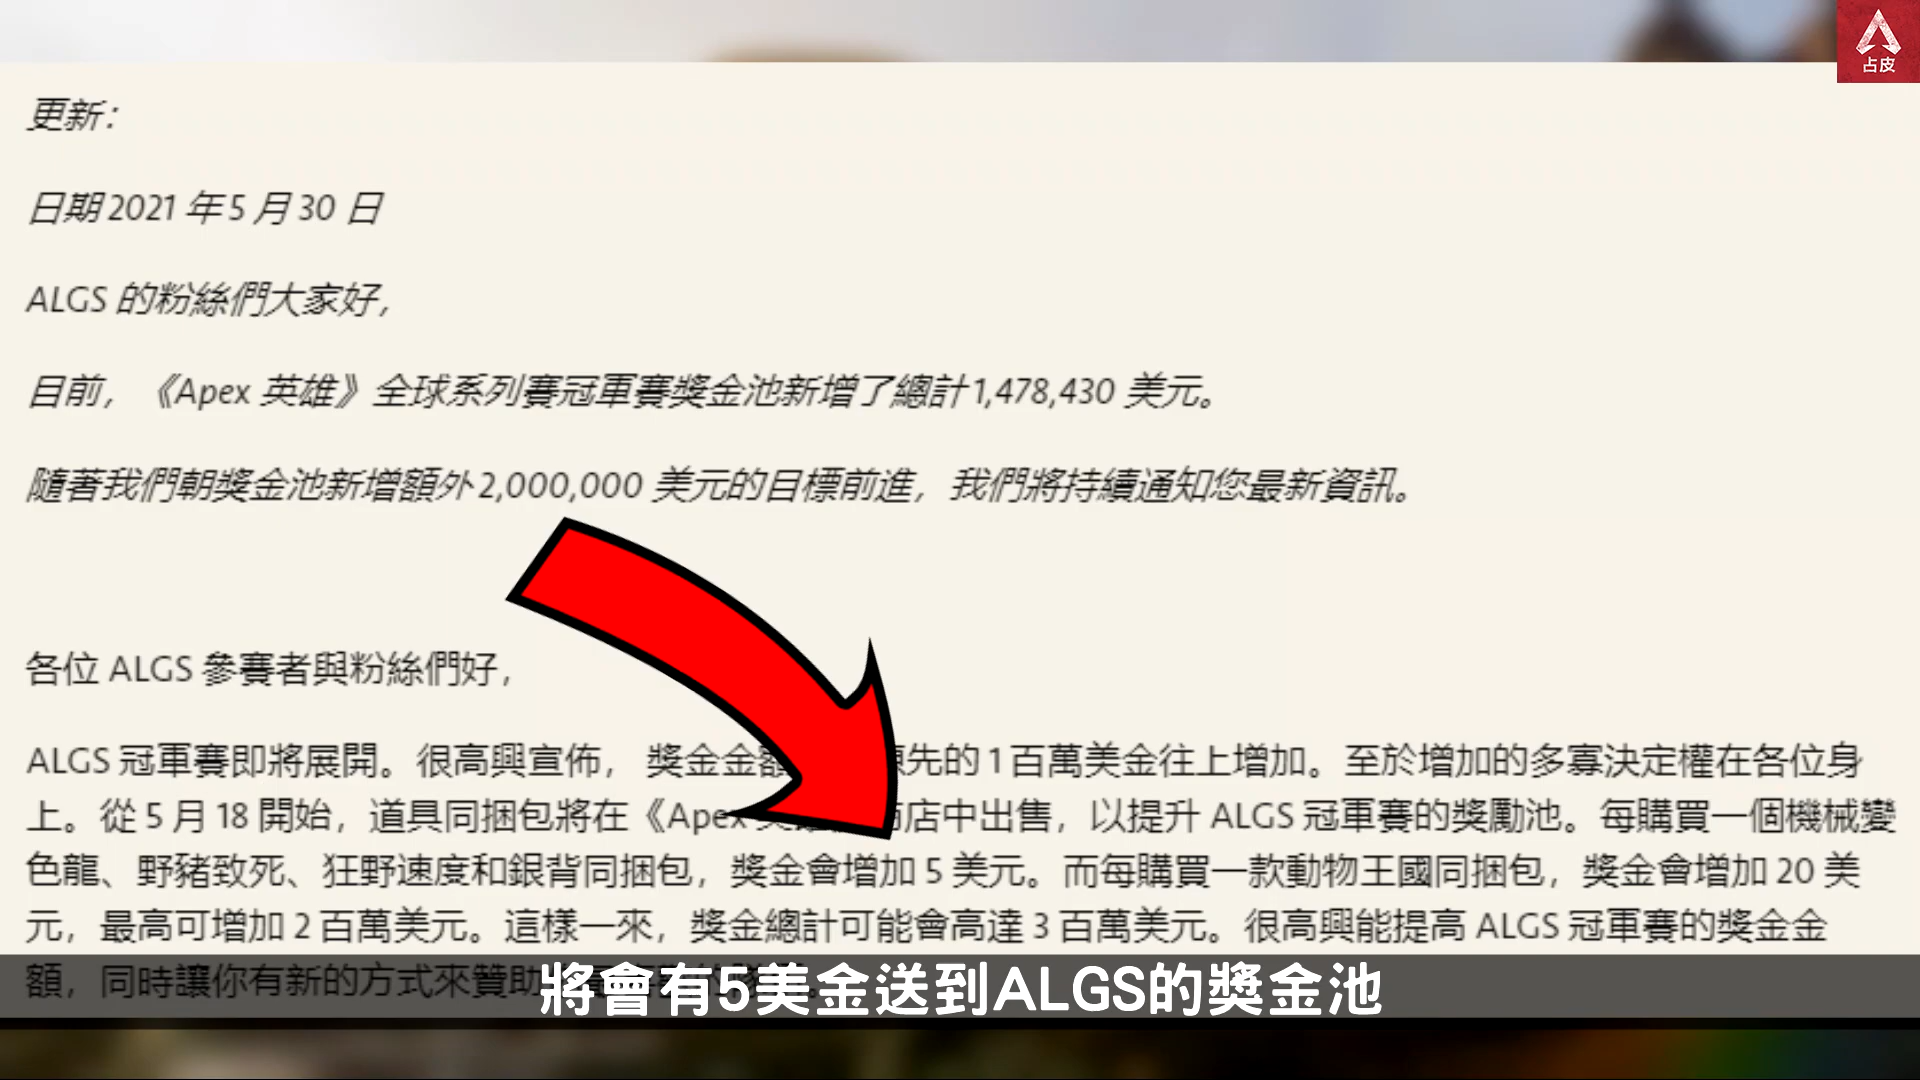 占皮
更新：
日期 2021 年 5 月 30 日
ALGS 的粉絲們大家好，
目前，《Apex 英雄》全球系列賽冠軍賽獎金池新增了總計 1,478,430 美元。
隨著我們朝獎金池新增額外 2,000,000 美元的目標前進，我們將持續通知您最新資訊。
各位 ALGS 參賽者與粉絲們好，
ALGS 冠軍賽即將展開。很高興宣佈， 獎金金額 先的 1 百萬美金往上增加。至於增加的多寡決定權在各位身
上。從 5 月 18 開始，道具同捆包將在《Apex 店中出售，以提升 ALGS 冠軍賽的獎勵池。每購買一個機械變
色龍、野豬致死、狂野速度和銀背同捆包，獎金會增加 5 美元。而每購買一款動物王國同捆包，獎金會增加 20 美
元，最高可增加 2 百萬美元。這樣一來，獎金總計可能會高達 3 百萬美元。很高興能提高 ALGS 冠軍賽的獎金金
額，同時讓你有新的方式來贊助
將會有5美金送到ALGS的獎金池